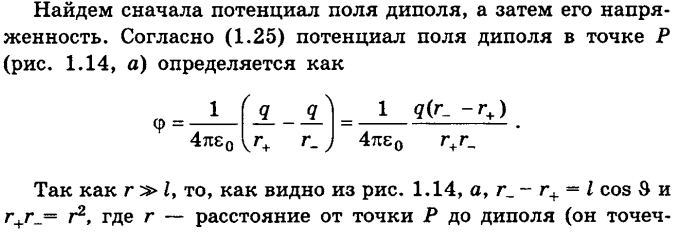 Найдем сначала потенциал поля диполя, а затем его напря-
женность. Согласно (1.25) потенциал поля диполя в точке P
(рис. 1.14, а) определяется как
φ = 1/(4πε₀) (q/r₊ − q/r₋) = 1/(4πε₀) q(r₋ − r₊)/(r₊r₋) .
Так как r ≫ l, то, как видно из рис. 1.14, а, r₋ − r₊ = l cos ϑ и
r₊r₋ = r², где r — расстояние от точки P до диполя (он точеч-